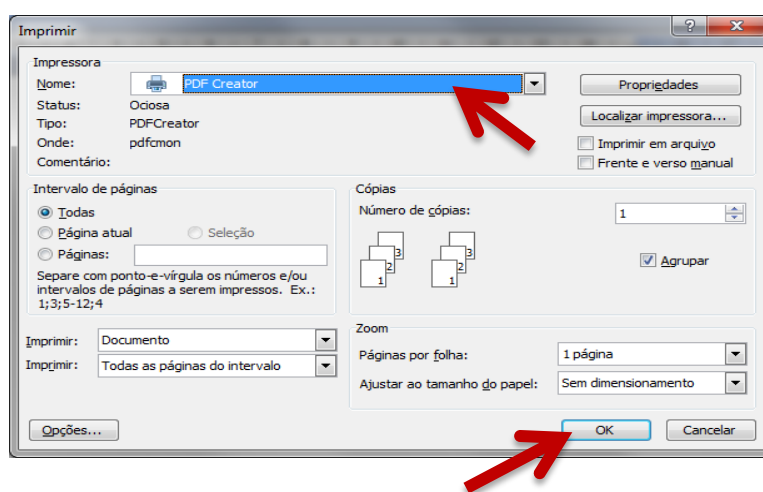 Imprimir
Impressora
Nome: PDF Creator
Propriedades
Status: Ociosa
Tipo: PDFCreator
Localizar impressora...
Onde: pdfcmon
Imprimir em arquivo
Comentário:
Frente e verso manual
Intervalo de páginas
Todas
Página atual Seleção
Páginas:
Separe com ponto-e-vírgula os números e/ou
intervalos de páginas a serem impressos. Ex.:
1;3;5-12;4
Cópias
Número de cópias: 1
1 2 3 1 2 3
Agrupar
Imprimir: Documento
Imprimir: Todas as páginas do intervalo
Zoom
Páginas por folha: 1 página
Ajustar ao tamanho do papel: Sem dimensionamento
Opções... OK Cancelar